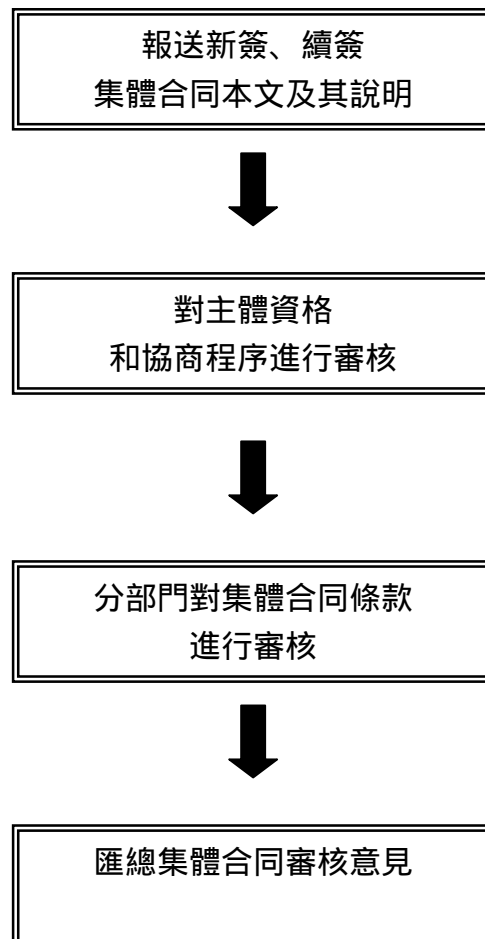 報送新簽、續簽
集體合同本文及其說明
對主體資格
和協商程序進行審核
分部門對集體合同條款
進行審核
匯總集體合同審核意見